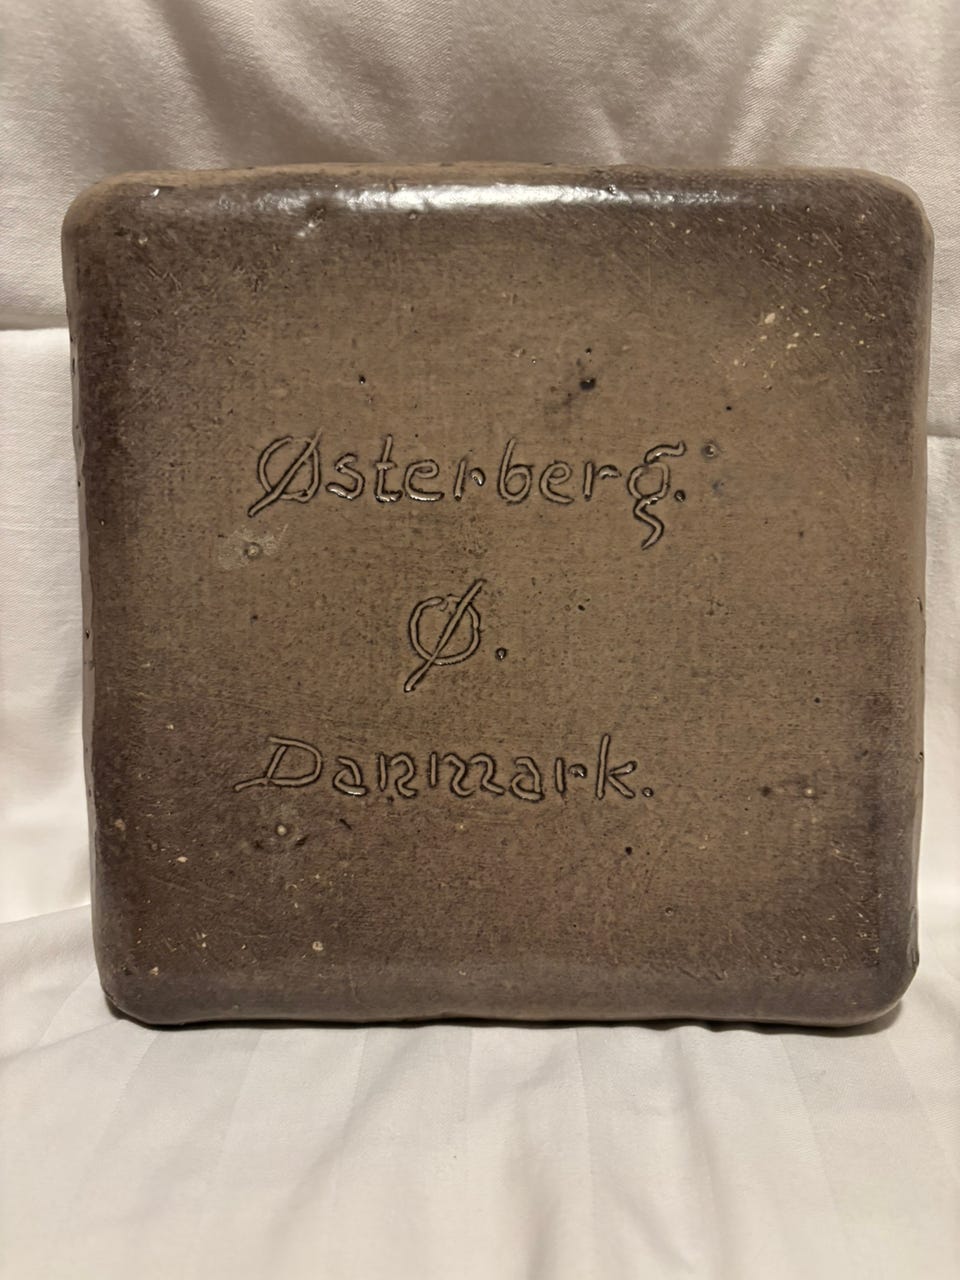 Østerberg.
Ø.
Danmark.